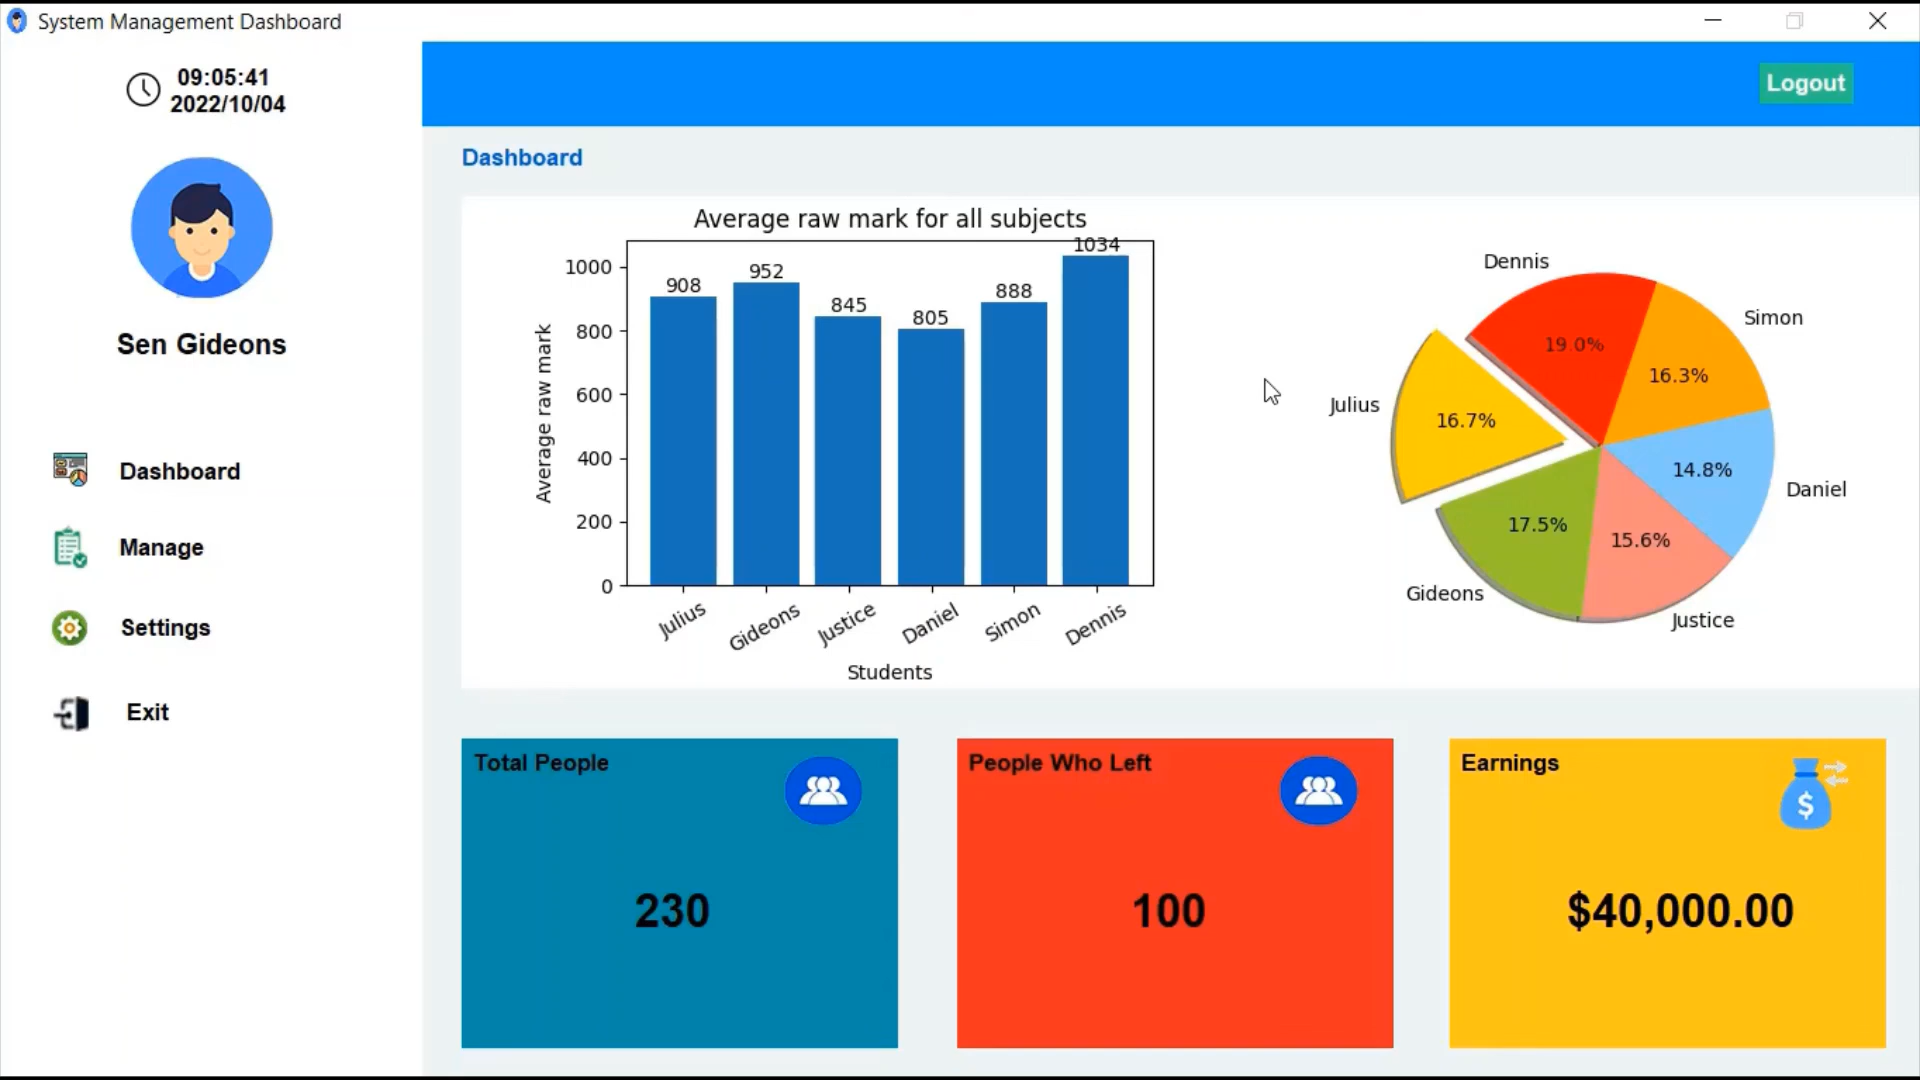 System Management Dashboard
09:05:41
2022/10/04
Sen Gideons
Dashboard
Manage
Settings
Exit
Logout
Dashboard
Average raw mark for all subjects
Average raw mark
1000
800
600
400
200
0
908
952
845
805
888
1034
Julius
Gideons
Justice
Daniel
Simon
Dennis
Students
Dennis
19.0%
Simon
16.3%
Julius
16.7%
Daniel
14.8%
Gideons
17.5%
Justice
15.6%
Total People
230
People Who Left
100
Earnings
$
$40,000.00